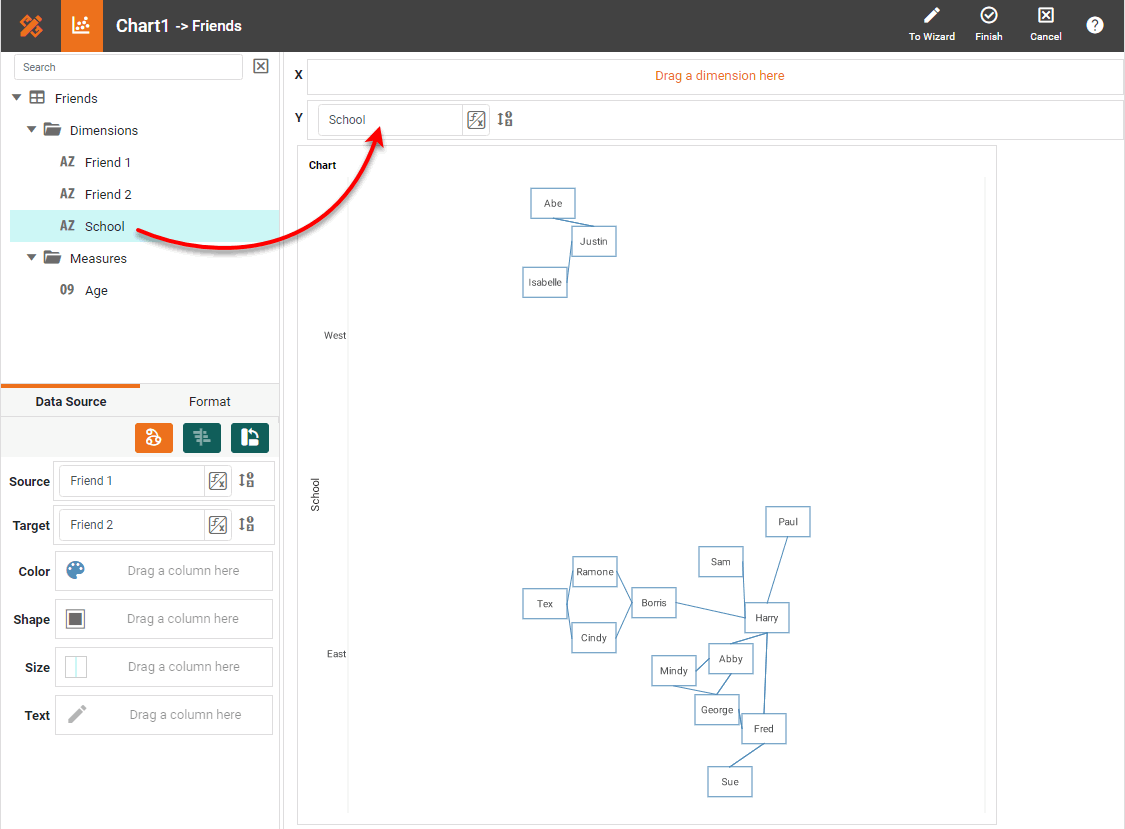 Chart1 -> Friends
To Wizard
Finish
Cancel
?
Search
Friends
Dimensions
AZ Friend 1
AZ Friend 2
AZ School
Measures
09 Age
Data Source
Format
Source
Friend 1
Target
Friend 2
Color
Drag a column here
Shape
Drag a column here
Size
Drag a column here
Text
Drag a column here
X
Drag a dimension here
Y
School
Chart
Abe
Justin
Isabelle
West
School
Paul
Sam
Ramone
Tex
Borris
Harry
Cindy
East
Abby
Mindy
George
Fred
Sue